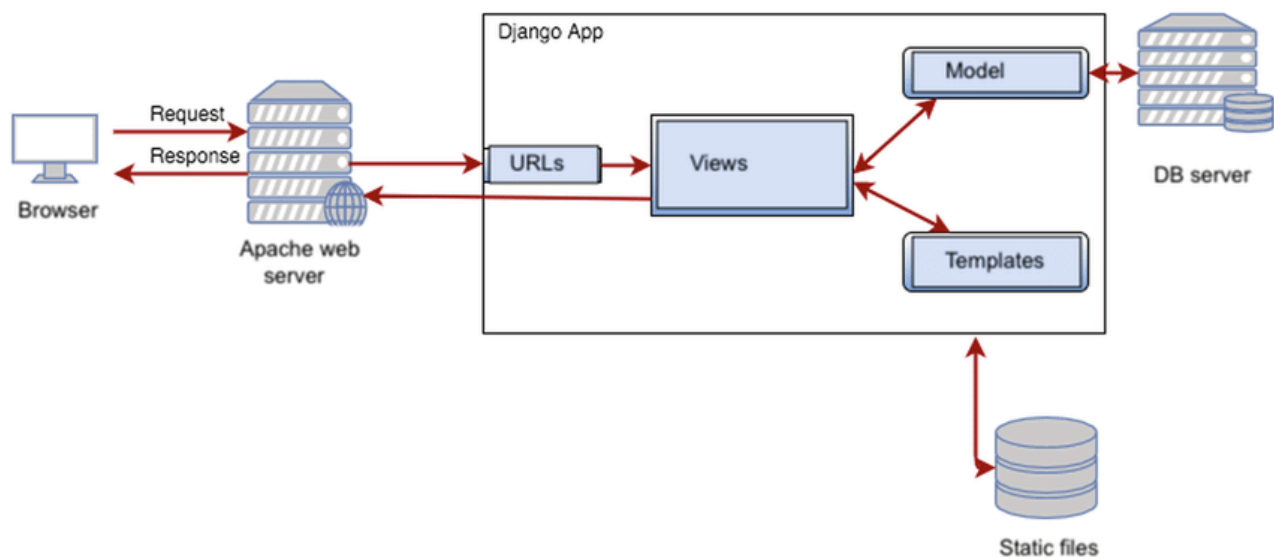 Django App
Request
Response
Browser
Apache web
server
URLs
Views
Model
Templates
DB server
Static files